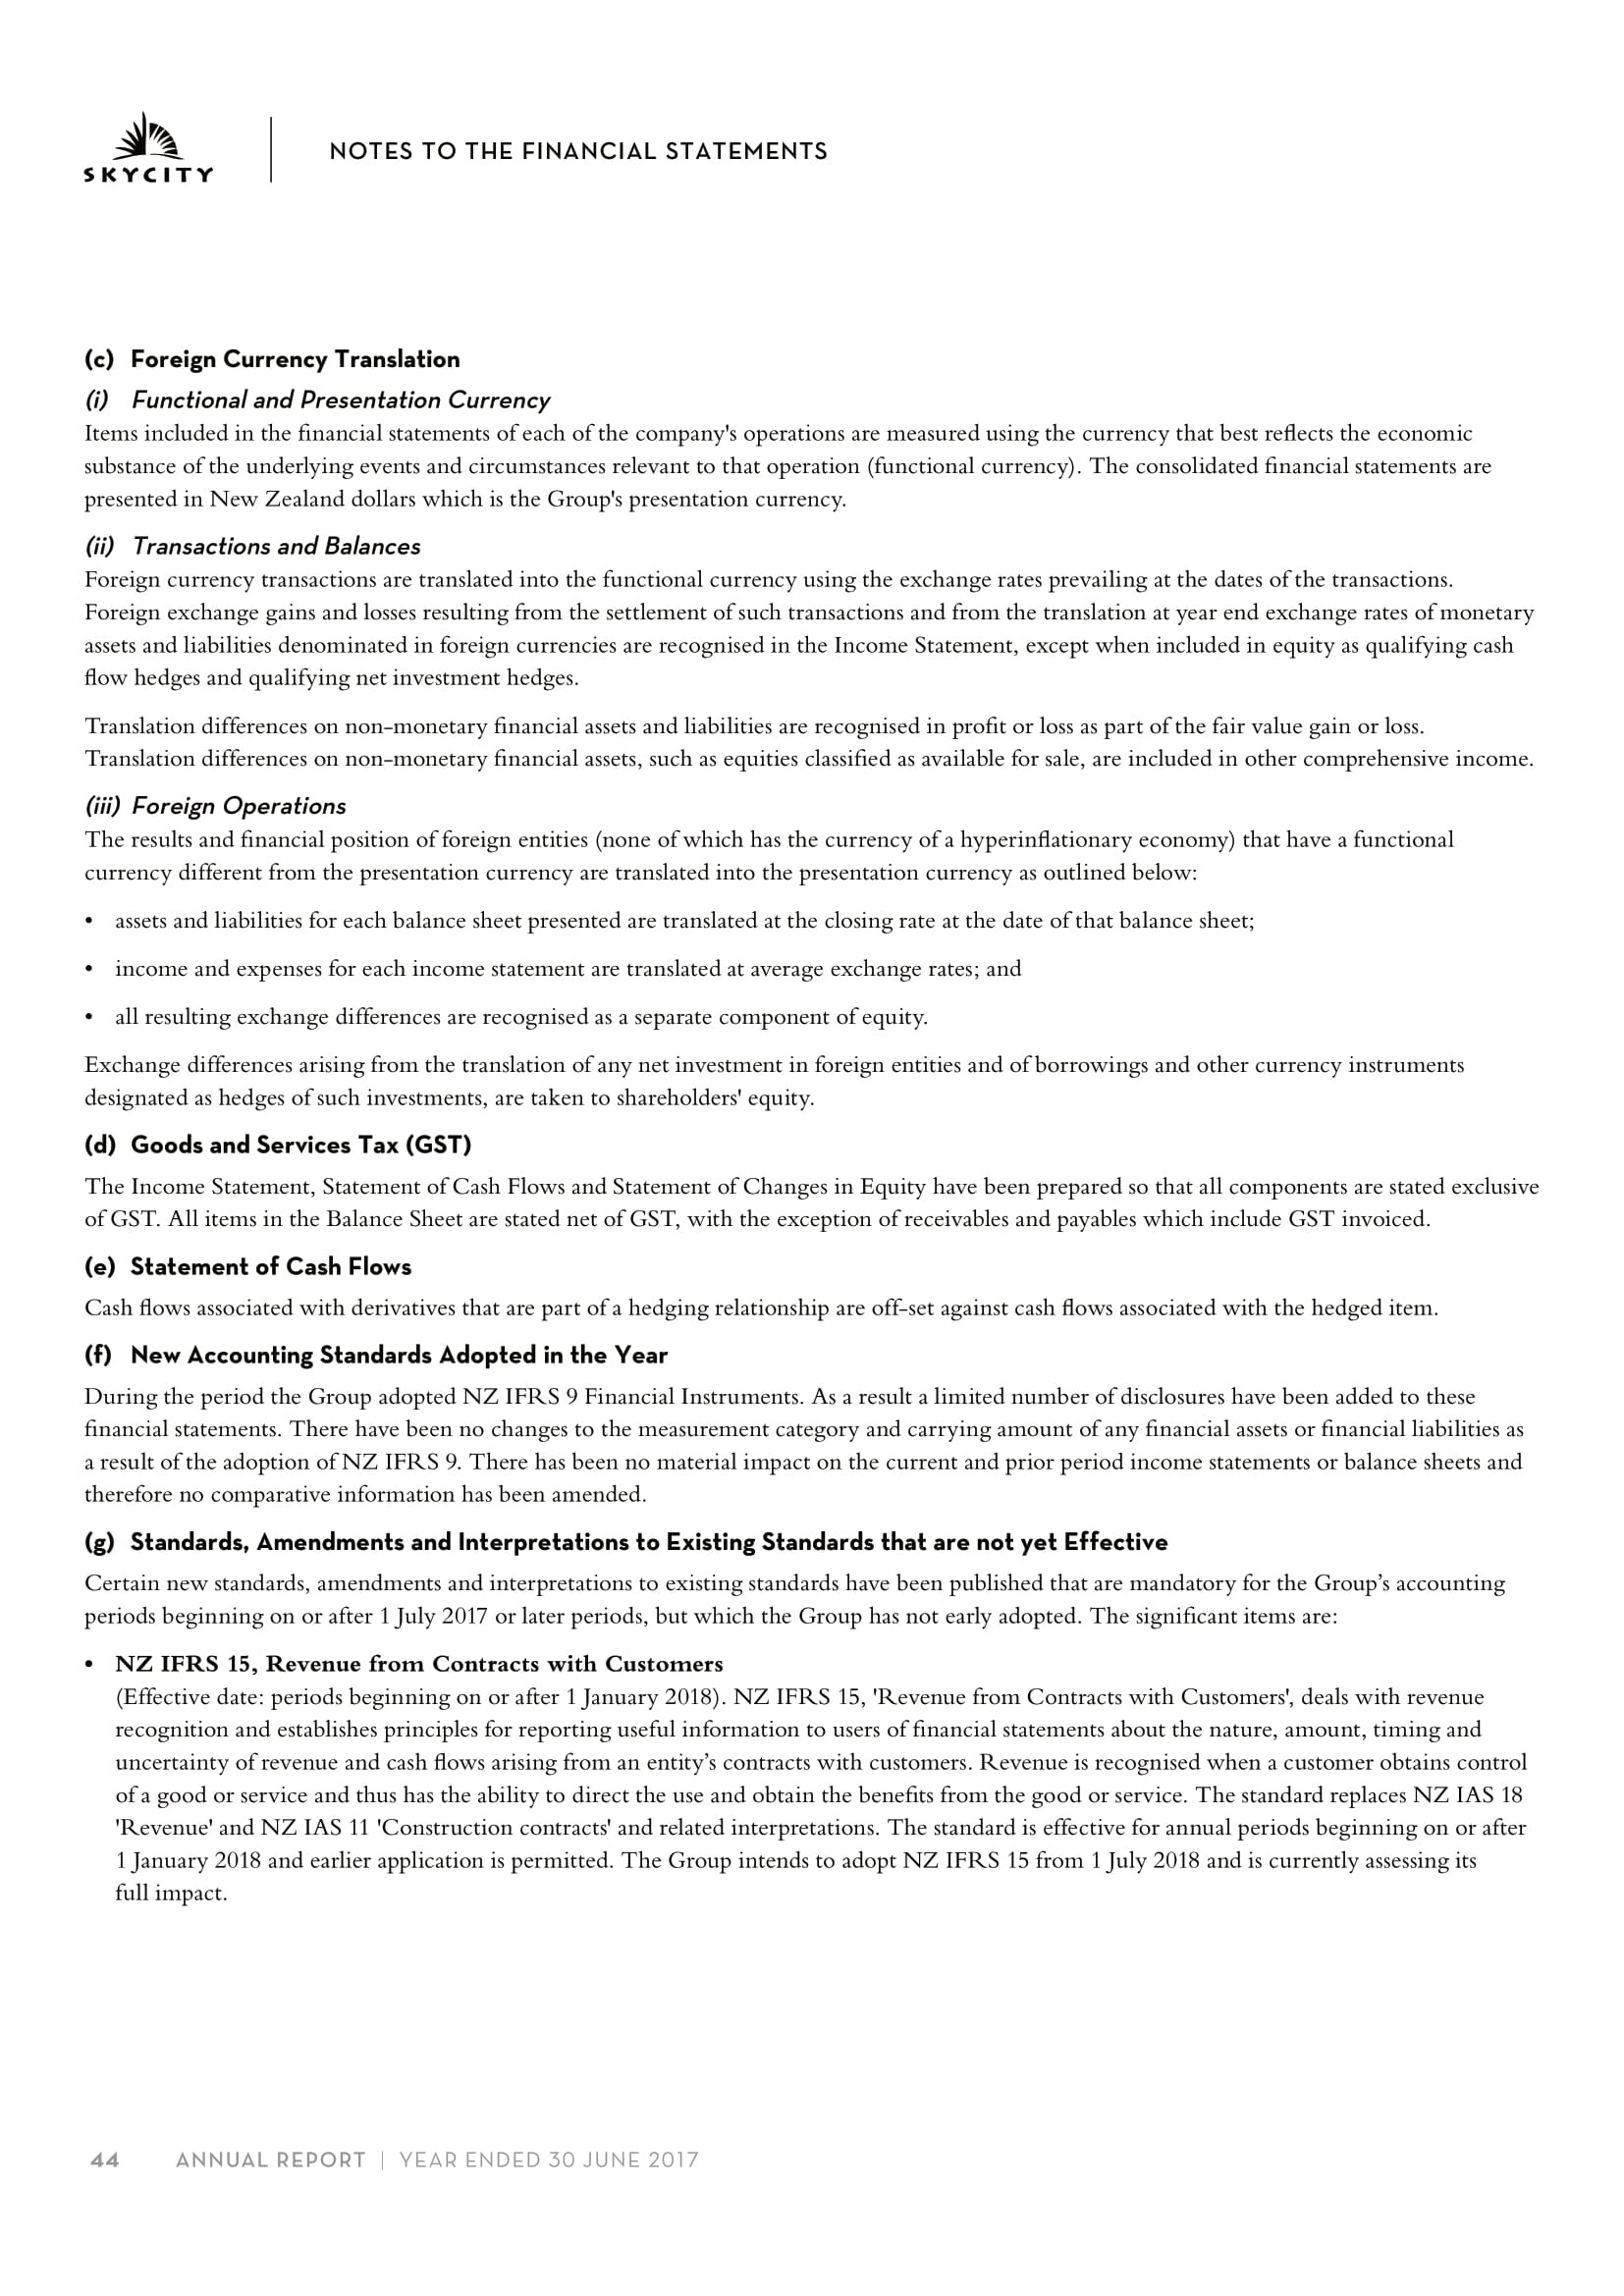 SKYCITY
NOTES TO THE FINANCIAL STATEMENTS
(c) Foreign Currency Translation
(i) Functional and Presentation Currency
Items included in the financial statements of each of the company's operations are measured using the currency that best reflects the economic
substance of the underlying events and circumstances relevant to that operation (functional currency). The consolidated financial statements are
presented in New Zealand dollars which is the Group's presentation currency.
(ii) Transactions and Balances
Foreign currency transactions are translated into the functional currency using the exchange rates prevailing at the dates of the transactions.
Foreign exchange gains and losses resulting from the settlement of such transactions and from the translation at year end exchange rates of monetary
assets and liabilities denominated in foreign currencies are recognised in the Income Statement, except when included in equity as qualifying cash
flow hedges and qualifying net investment hedges.
Translation differences on non-monetary financial assets and liabilities are recognised in profit or loss as part of the fair value gain or loss.
Translation differences on non-monetary financial assets, such as equities classified as available for sale, are included in other comprehensive income.
(iii) Foreign Operations
The results and financial position of foreign entities (none of which has the currency of a hyperinflationary economy) that have a functional
currency different from the presentation currency are translated into the presentation currency as outlined below:
• assets and liabilities for each balance sheet presented are translated at the closing rate at the date of that balance sheet;
• income and expenses for each income statement are translated at average exchange rates; and
• all resulting exchange differences are recognised as a separate component of equity.
Exchange differences arising from the translation of any net investment in foreign entities and of borrowings and other currency instruments
designated as hedges of such investments, are taken to shareholders' equity.
(d) Goods and Services Tax (GST)
The Income Statement, Statement of Cash Flows and Statement of Changes in Equity have been prepared so that all components are stated exclusive
of GST. All items in the Balance Sheet are stated net of GST, with the exception of receivables and payables which include GST invoiced.
(e) Statement of Cash Flows
Cash flows associated with derivatives that are part of a hedging relationship are off-set against cash flows associated with the hedged item.
(f) New Accounting Standards Adopted in the Year
During the period the Group adopted NZ IFRS 9 Financial Instruments. As a result a limited number of disclosures have been added to these
financial statements. There have been no changes to the measurement category and carrying amount of any financial assets or financial liabilities as
a result of the adoption of NZ IFRS 9. There has been no material impact on the current and prior period income statements or balance sheets and
therefore no comparative information has been amended.
(g) Standards, Amendments and Interpretations to Existing Standards that are not yet Effective
Certain new standards, amendments and interpretations to existing standards have been published that are mandatory for the Group’s accounting
periods beginning on or after 1 July 2017 or later periods, but which the Group has not early adopted. The significant items are:
• NZ IFRS 15, Revenue from Contracts with Customers
(Effective date: periods beginning on or after 1 January 2018). NZ IFRS 15, 'Revenue from Contracts with Customers', deals with revenue
recognition and establishes principles for reporting useful information to users of financial statements about the nature, amount, timing and
uncertainty of revenue and cash flows arising from an entity’s contracts with customers. Revenue is recognised when a customer obtains control
of a good or service and thus has the ability to direct the use and obtain the benefits from the good or service. The standard replaces NZ IAS 18
'Revenue' and NZ IAS 11 'Construction contracts' and related interpretations. The standard is effective for annual periods beginning on or after
1 January 2018 and earlier application is permitted. The Group intends to adopt NZ IFRS 15 from 1 July 2018 and is currently assessing its
full impact.
44 ANNUAL REPORT | YEAR ENDED 30 JUNE 2017